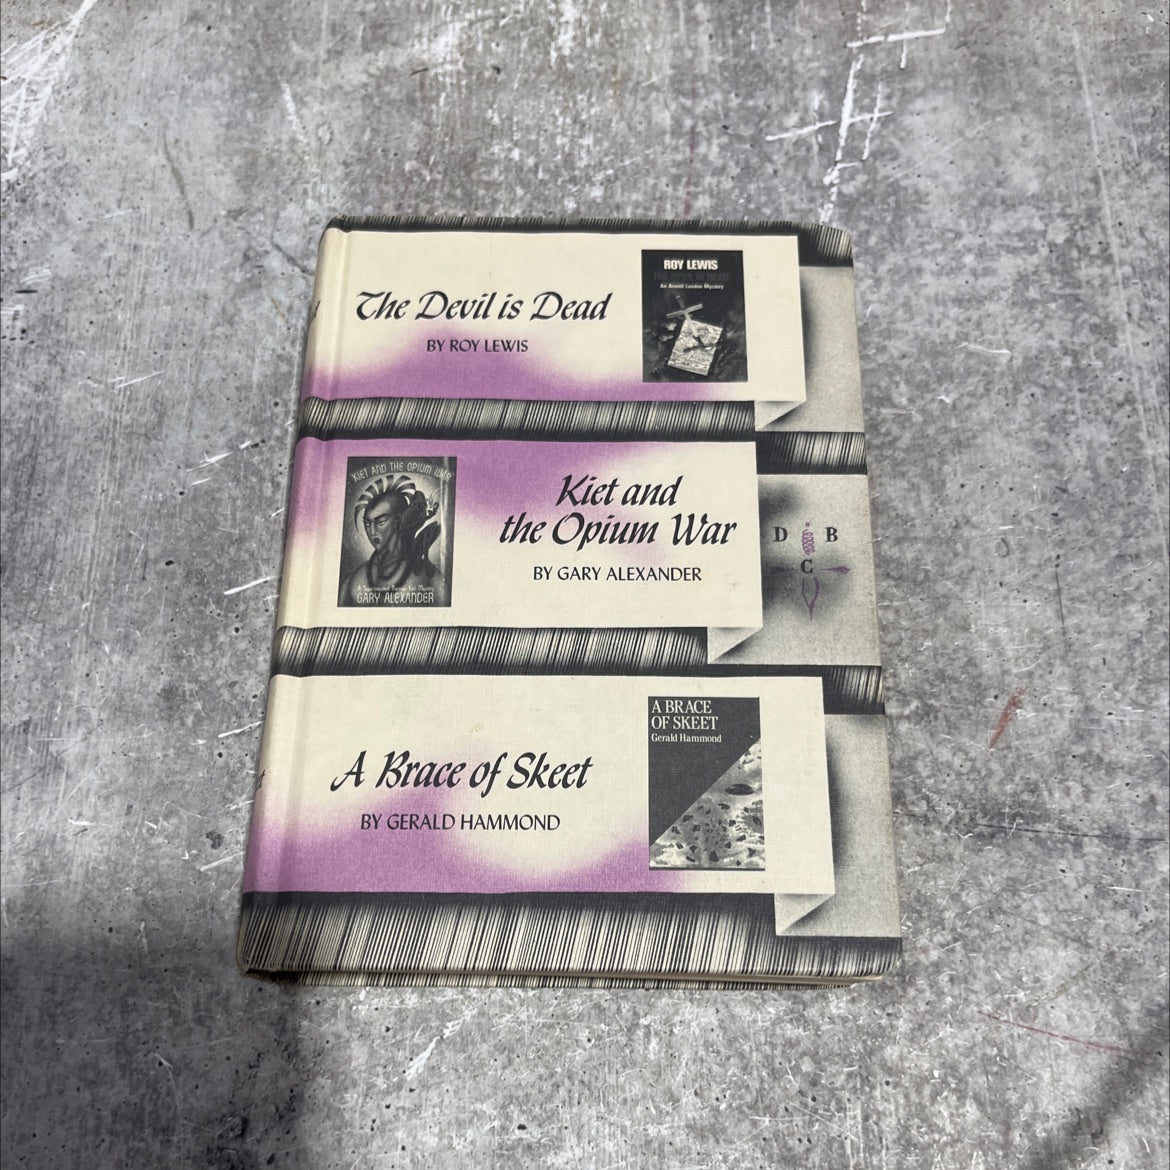 The Devil is Dead
BY ROY LEWIS
ROY LEWIS
An Arnold Landon Mystery
KIET AND THE OPIUM WAR
GARY ALEXANDER
Kiet and
the Opium War
BY GARY ALEXANDER
D B
C
A Brace of Skeet
BY GERALD HAMMOND
A BRACE
OF SKEET
Gerald Hammond